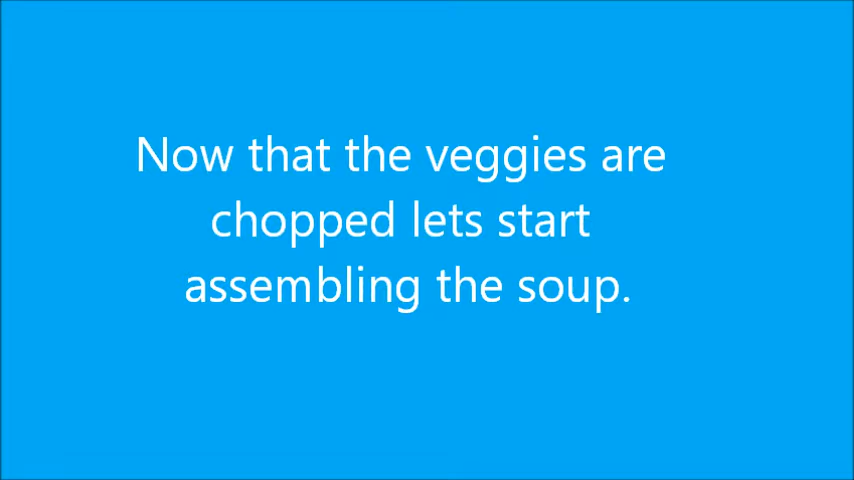 Now that the veggies are
chopped lets start
assembling the soup.